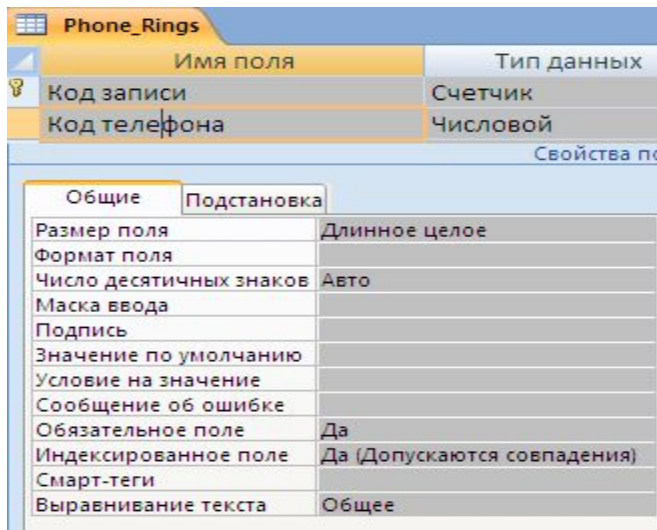 Phone_Rings
Имя поля Тип данных
Код записи Счетчик
Код телефона Числовой
Свойства по
Общие Подстановка
Размер поля Длинное целое
Формат поля
Число десятичных знаков Авто
Маска ввода
Подпись
Значение по умолчанию
Условие на значение
Сообщение об ошибке
Обязательное поле Да
Индексированное поле Да (Допускаются совпадения)
Смарт-теги
Выравнивание текста Общее